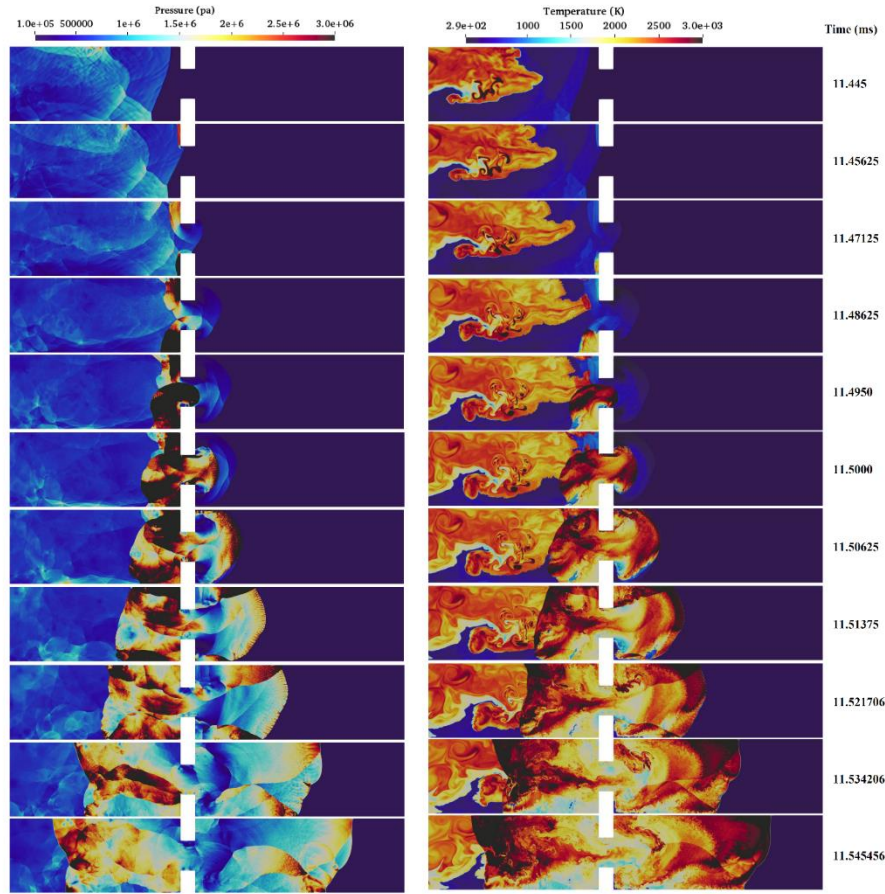 Pressure (pa)
1.0e+05 500000 1e+6 1.5e+6 2e+6 2.5e+6 3.0e+06
Temperature (K)
2.9e+02 1000 1500 2000 2500 3.0e+03
Time (ms)
11.445
11.45625
11.47125
11.48625
11.4950
11.5000
11.50625
11.51375
11.521706
11.534206
11.545456